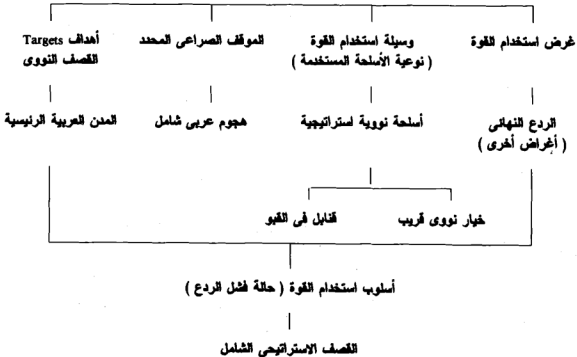 غرض استخدام القوة
وسيلة استخدام القوة
( نوعية الأسلحة المستخدمة )
الموقف الصراعى المحدد
أهداف Targets
القصف النووى
الردع النهائى
( أغراض أخرى )
أسلحة نووية استراتيجية
هجوم عربى شامل
المدن العربية الرئيسية
خيار نووى قريب
قنابل فى القبو
أسلوب استخدام القوة ( حالة فشل الردع )
القصف الاستراتيجى الشامل